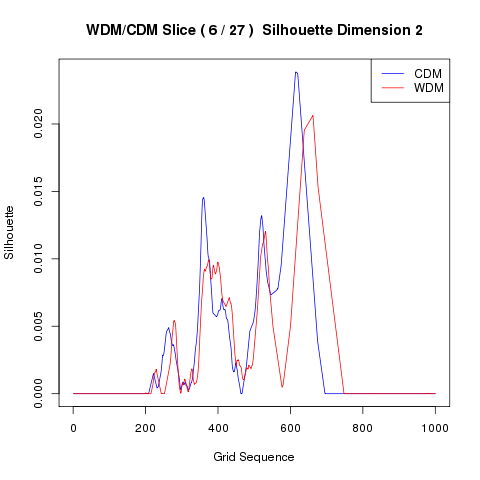 WDM/CDM Slice ( 6 / 27 )  Silhouette Dimension 2
CDM
WDM
Silhouette
0.020
0.015
0.010
0.005
0.000
0 200 400 600 800 1000
Grid Sequence